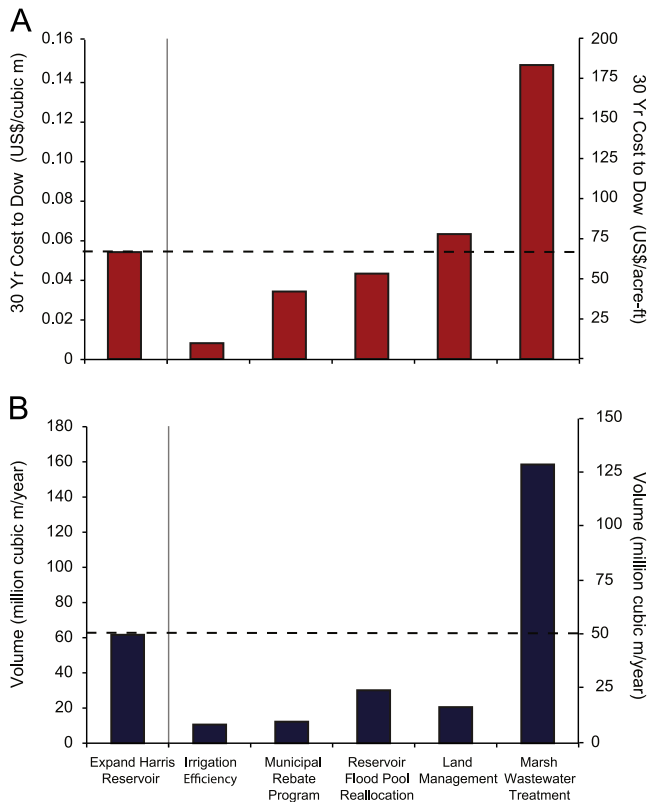 A
30 Yr Cost to Dow (US$/cubic m)
0.16
0.14
0.12
0.10
0.08
0.06
0.04
0.02
0
200
175
150
125
100
75
50
25
30 Yr Cost to Dow
(US$/acre-ft)
B
Volume (million cubic m/year)
180
160
140
120
100
80
60
40
20
0
150
125
100
75
50
25
0
Volume (million cubic m/year)
Expand Harris
Reservoir
Irrigation
Efficiency
Municipal
Rebate
Program
Reservoir
Flood Pool
Reallocation
Land
Management
Marsh
Wastewater
Treatment